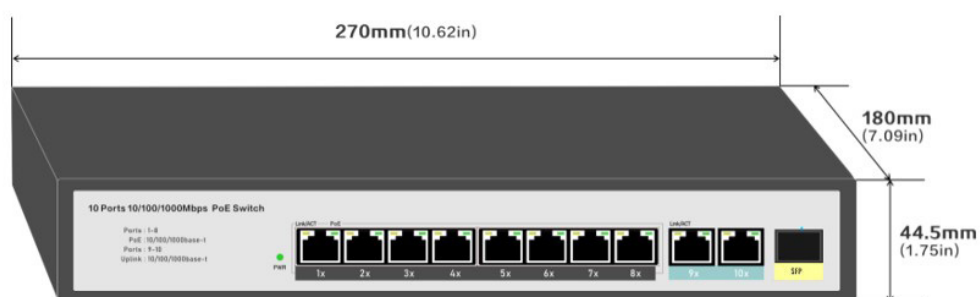 270mm(10.62in)
180mm
(7.09in)
10 Ports 10/100/1000Mbps PoE Switch
Ports : 1-8
PoE :10/100/1000base-t
Ports : 9-10
Uplink : 10/100/1000base-t
PWR
Link/ACT PoE
Link/ACT
1x 2x 3x 4x 5x 6x 7x 8x 9x 10x SFP
44.5mm
(1.75in)